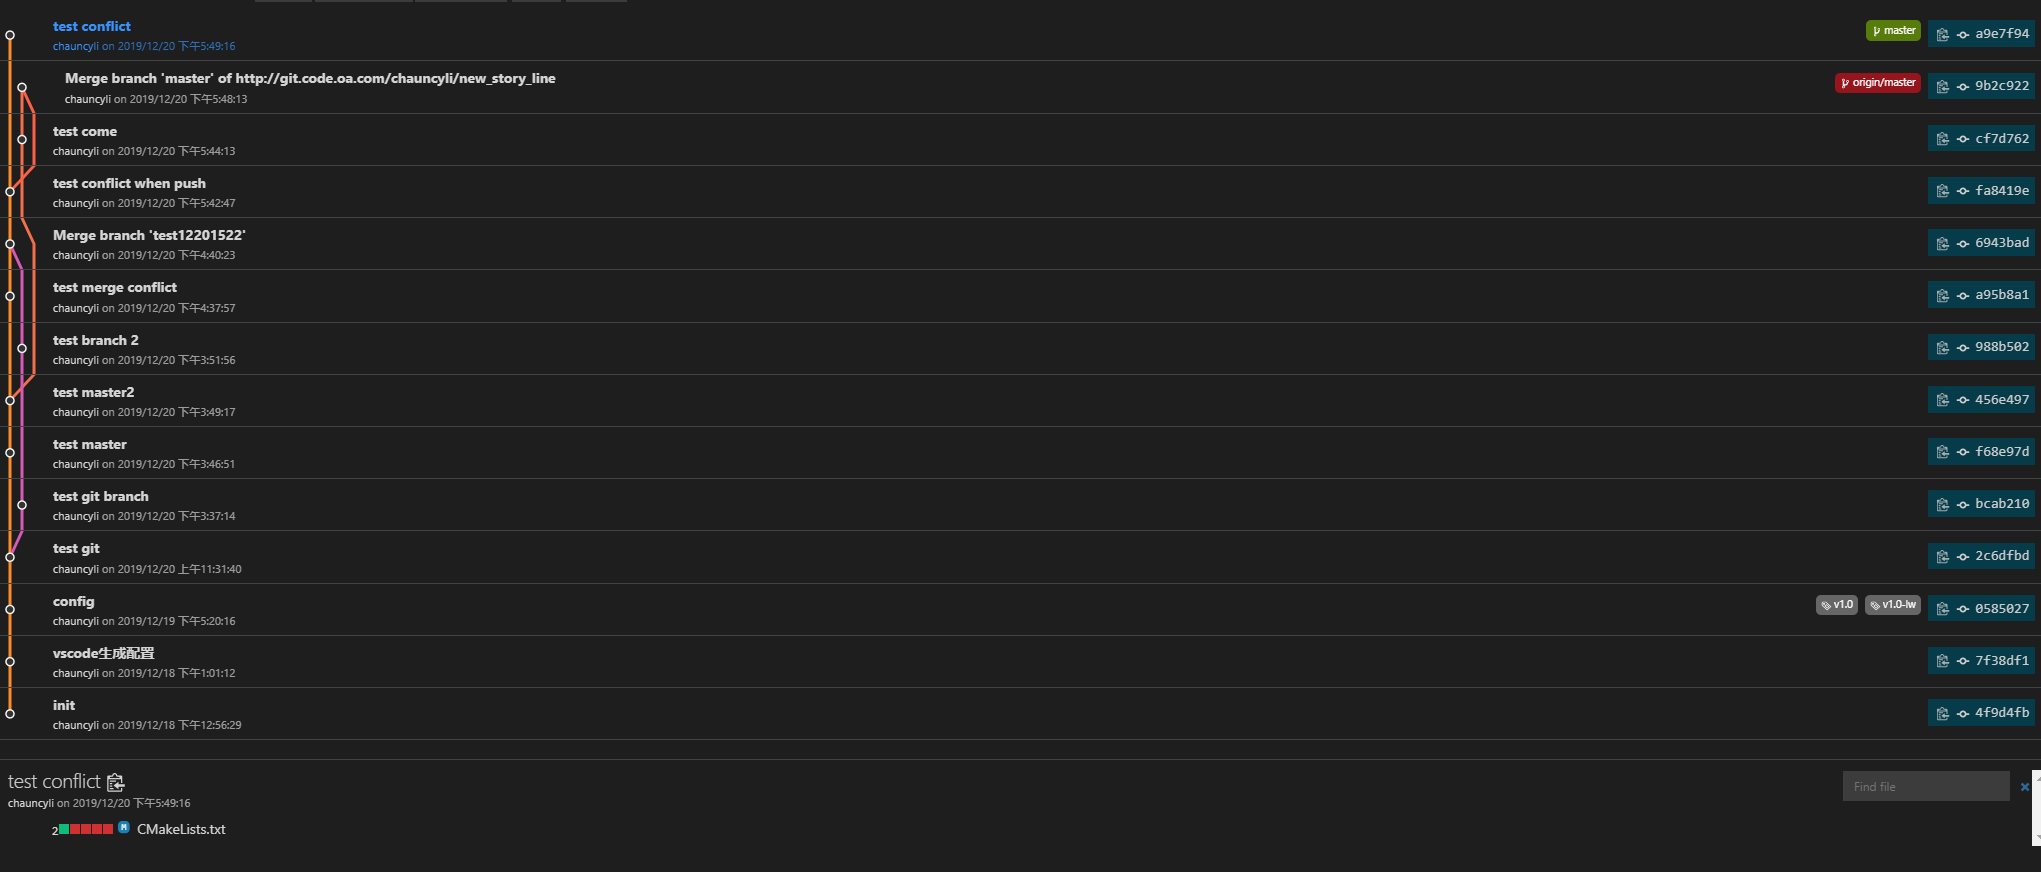 test conflict
chauncyli on 2019/12/20 下午5:49:16
master
a9e7f94
Merge branch 'master' of http://git.code.oa.com/chauncyli/new_story_line
chauncyli on 2019/12/20 下午5:48:13
origin/master
9b2c922
test come
chauncyli on 2019/12/20 下午5:44:13
cf7d762
test conflict when push
chauncyli on 2019/12/20 下午5:42:47
fa8419e
Merge branch 'test12201522'
chauncyli on 2019/12/20 下午4:40:23
6943bad
test merge conflict
chauncyli on 2019/12/20 下午4:37:57
a95b8a1
test branch 2
chauncyli on 2019/12/20 下午3:51:56
988b502
test master2
chauncyli on 2019/12/20 下午3:49:17
456e497
test master
chauncyli on 2019/12/20 下午3:46:51
f68e97d
test git branch
chauncyli on 2019/12/20 下午3:37:14
bcab210
test git
chauncyli on 2019/12/20 上午11:31:40
2c6dfbd
config
chauncyli on 2019/12/19 下午5:20:16
v1.0
v1.0-lw
0585027
vscode生成配置
chauncyli on 2019/12/18 下午1:01:12
7f38df1
init
chauncyli on 2019/12/18 下午12:56:29
4f9d4fb
test conflict
chauncyli on 2019/12/20 下午5:49:16
Find file
2 M CMakeLists.txt